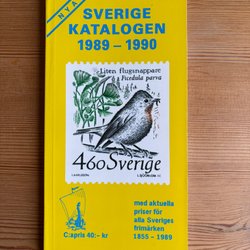 NYA
SVERIGE
KATALOGEN
1989 – 1990
Liten flugsnappare
Ficedula parva
460 Sverige
med aktuella
priser för
alla Sveriges
frimärken
1855 – 1989
C:apris 40:- kr